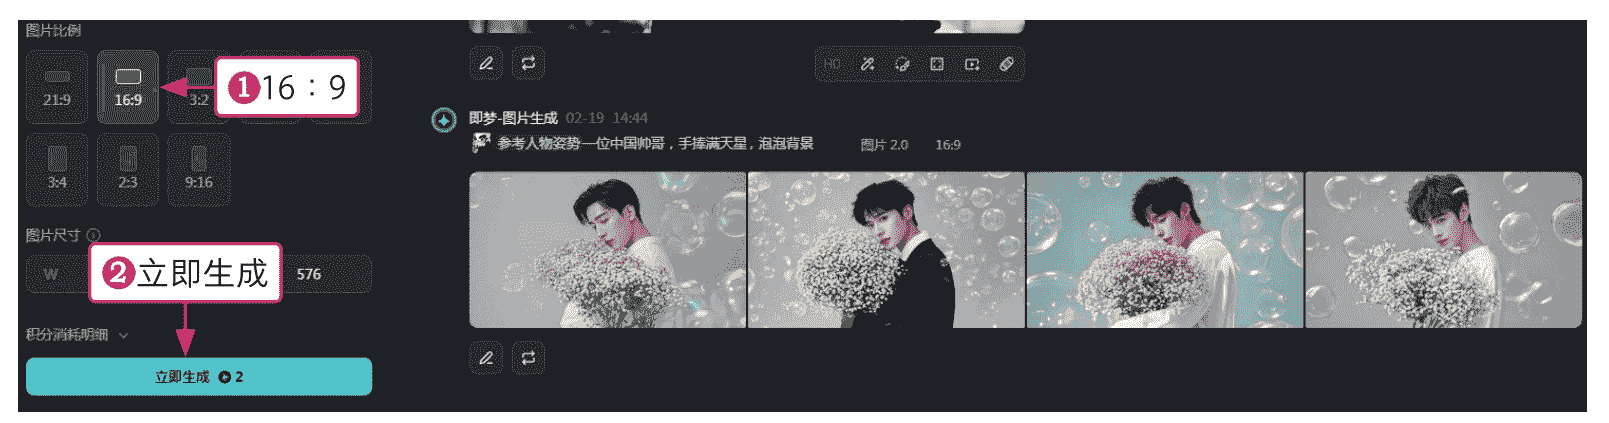 图片比例
21:9
16:9
3:2
❶16：9
3:4
2:3
9:16
图片尺寸
W
576
❷立即生成
积分消耗明细
立即生成 2
HD
即梦-图片生成 02-19 14:44
参考人物姿势一位中国帅哥，手捧满天星，泡泡背景 图片 2.0 16:9